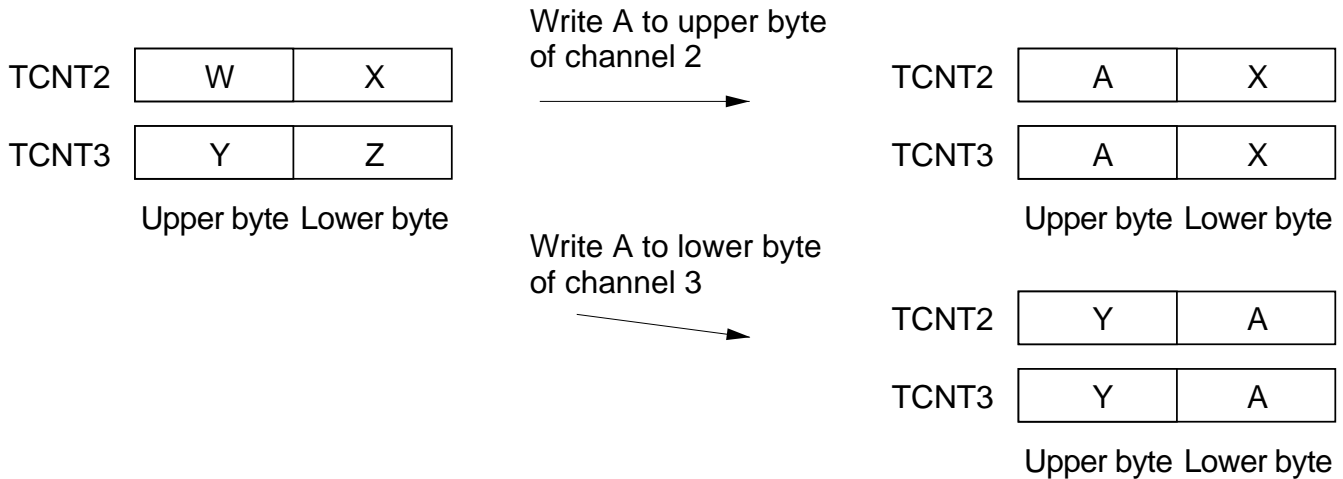 Write A to upper byte
of channel 2
TCNT2 W X
TCNT3 Y Z
Upper byte Lower byte
TCNT2 A X
TCNT3 A X
Upper byte Lower byte
Write A to lower byte
of channel 3
TCNT2 Y A
TCNT3 Y A
Upper byte Lower byte